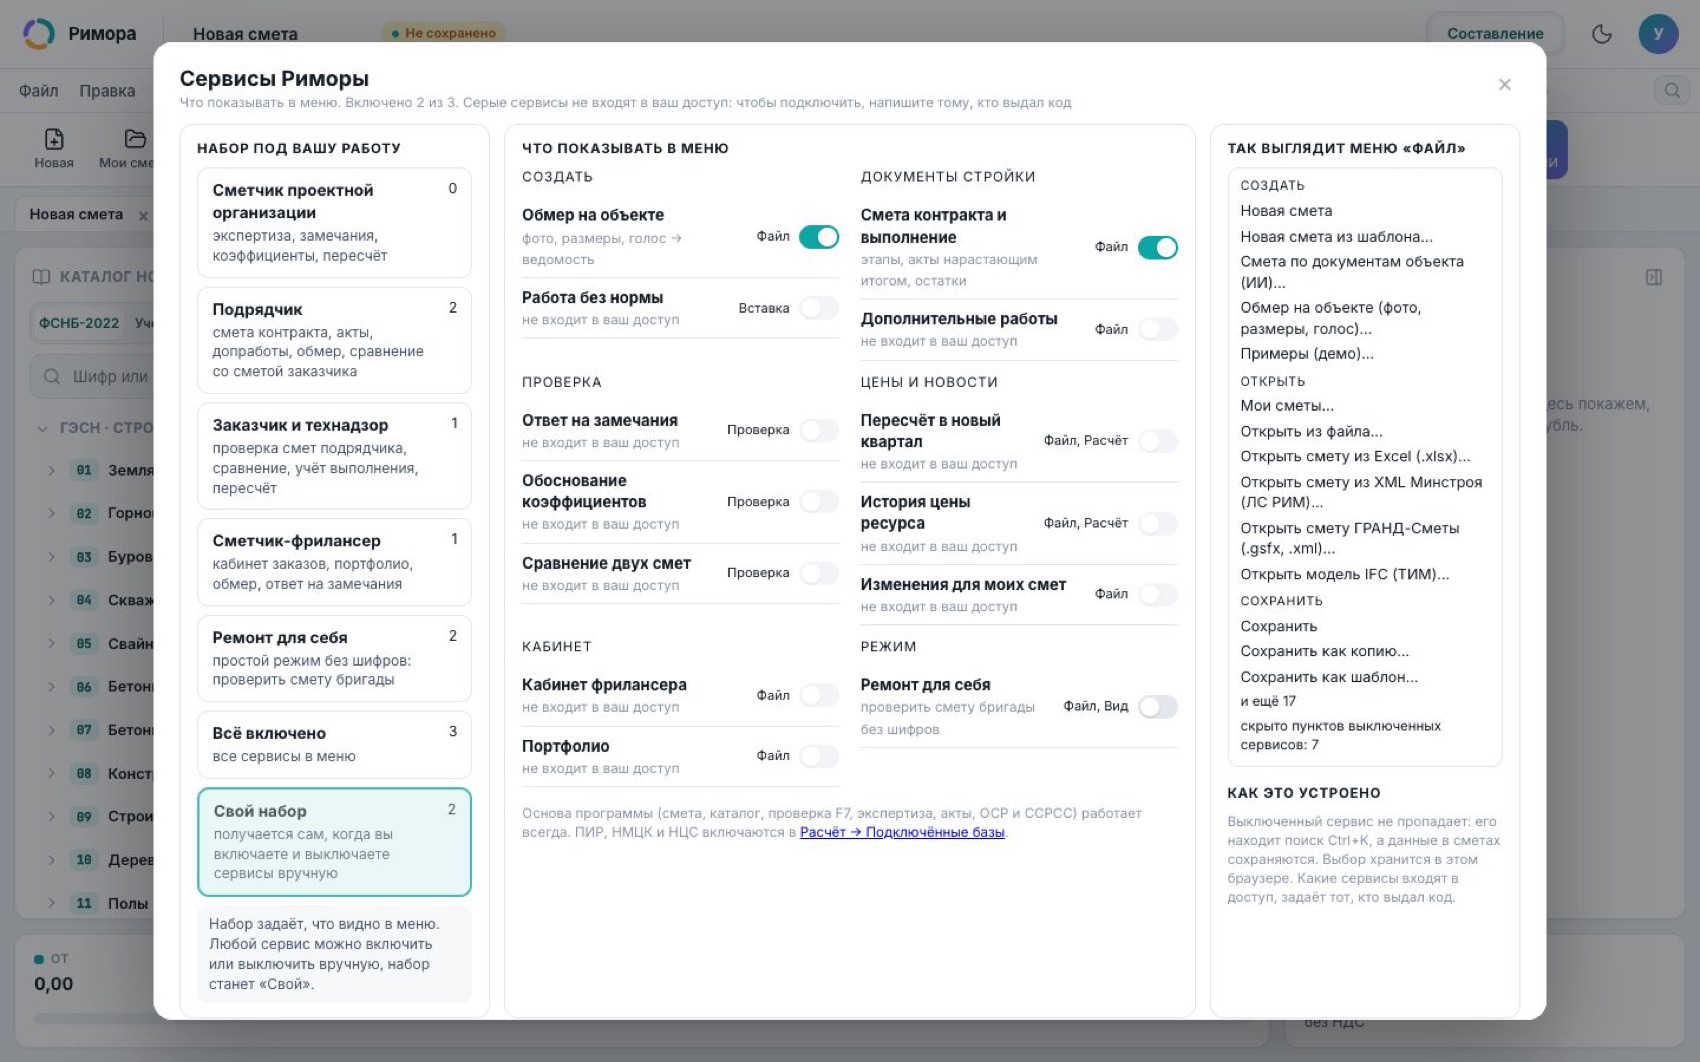 Римора
Новая смета
Не сохранено
Составление
У
Файл
Правка
Новая
Мои сме
Новая смета
КАТАЛОГ НО
ФСНБ-2022
Уче
Шифр или
ГЭСН · СТРО
01 Земля
02 Горно
03 Буров
04 Скваж
05 Свайн
06 Бетон
07 Бетон
08 Конст
09 Строи
10 Дерев
11 Полы
ОТ
0,00
есь покажем,
убль.
без НДС
Сервисы Риморы
Что показывать в меню. Включено 2 из 3. Серые сервисы не входят в ваш доступ: чтобы подключить, напишите тому, кто выдал код
НАБОР ПОД ВАШУ РАБОТУ
Сметчик проектной 0
организации
экспертиза, замечания,
коэффициенты, пересчёт
Подрядчик 2
смета контракта, акты,
допработы, обмер, сравнение
со сметой заказчика
Заказчик и технадзор 1
проверка смет подрядчика,
сравнение, учёт выполнения,
пересчёт
Сметчик-фрилансер 1
кабинет заказов, портфолио,
обмер, ответ на замечания
Ремонт для себя 2
простой режим без шифров:
проверить смету бригады
Всё включено 3
все сервисы в меню
Свой набор 2
получается сам, когда вы
включаете и выключаете
сервисы вручную
Набор задаёт, что видно в меню.
Любой сервис можно включить
или выключить вручную, набор
станет «Свой».
ЧТО ПОКАЗЫВАТЬ В МЕНЮ
СОЗДАТЬ
Обмер на объекте
фото, размеры, голос →
ведомость
Файл
Работа без нормы
не входит в ваш доступ
Вставка
ДОКУМЕНТЫ СТРОЙКИ
Смета контракта и
выполнение
этапы, акты нарастающим
итогом, остатки
Файл
Дополнительные работы
не входит в ваш доступ
Файл
ПРОВЕРКА
Ответ на замечания
не входит в ваш доступ
Проверка
Обоснование
коэффициентов
не входит в ваш доступ
Проверка
Сравнение двух смет
не входит в ваш доступ
Проверка
ЦЕНЫ И НОВОСТИ
Пересчёт в новый
квартал
не входит в ваш доступ
Файл, Расчёт
История цены
ресурса
не входит в ваш доступ
Файл, Расчёт
Изменения для моих смет
не входит в ваш доступ
Файл
КАБИНЕТ
Кабинет фрилансера
не входит в ваш доступ
Файл
Портфолио
не входит в ваш доступ
Файл
РЕЖИМ
Ремонт для себя
проверить смету бригады
без шифров
Файл, Вид
Основа программы (смета, каталог, проверка F7, экспертиза, акты, ОСР и ССРСС) работает
всегда. ПИР, НМЦК и НЦС включаются в Расчёт → Подключённые базы.
ТАК ВЫГЛЯДИТ МЕНЮ «ФАЙЛ»
СОЗДАТЬ
Новая смета
Новая смета из шаблона...
Смета по документам объекта
(ИИ)...
Обмер на объекте (фото,
размеры, голос)...
Примеры (демо)...
ОТКРЫТЬ
Мои сметы...
Открыть из файла...
Открыть смету из Excel (.xlsx)...
Открыть смету из XML Минстроя
(ЛС РИМ)...
Открыть смету ГРАНД-Сметы
(.gsfx, .xml)...
Открыть модель IFC (ТИМ)...
СОХРАНИТЬ
Сохранить
Сохранить как копию...
Сохранить как шаблон...
и ещё 17
скрыто пунктов выключенных
сервисов: 7
КАК ЭТО УСТРОЕНО
Выключенный сервис не пропадает: его
находит поиск Ctrl+K, а данные в сметах
сохраняются. Выбор хранится в этом
браузере. Какие сервисы входят в
доступ, задаёт тот, кто выдал код.